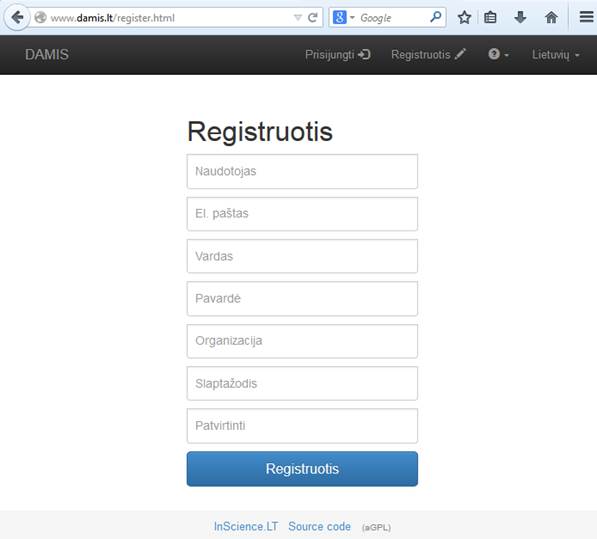 www.damis.lt/register.html
Google
DAMIS Prisijungti Registruotis Lietuvių
Registruotis
Naudotojas
El. paštas
Vardas
Pavardė
Organizacija
Slaptažodis
Patvirtinti
Registruotis
InScience.LT Source code (aGPL)